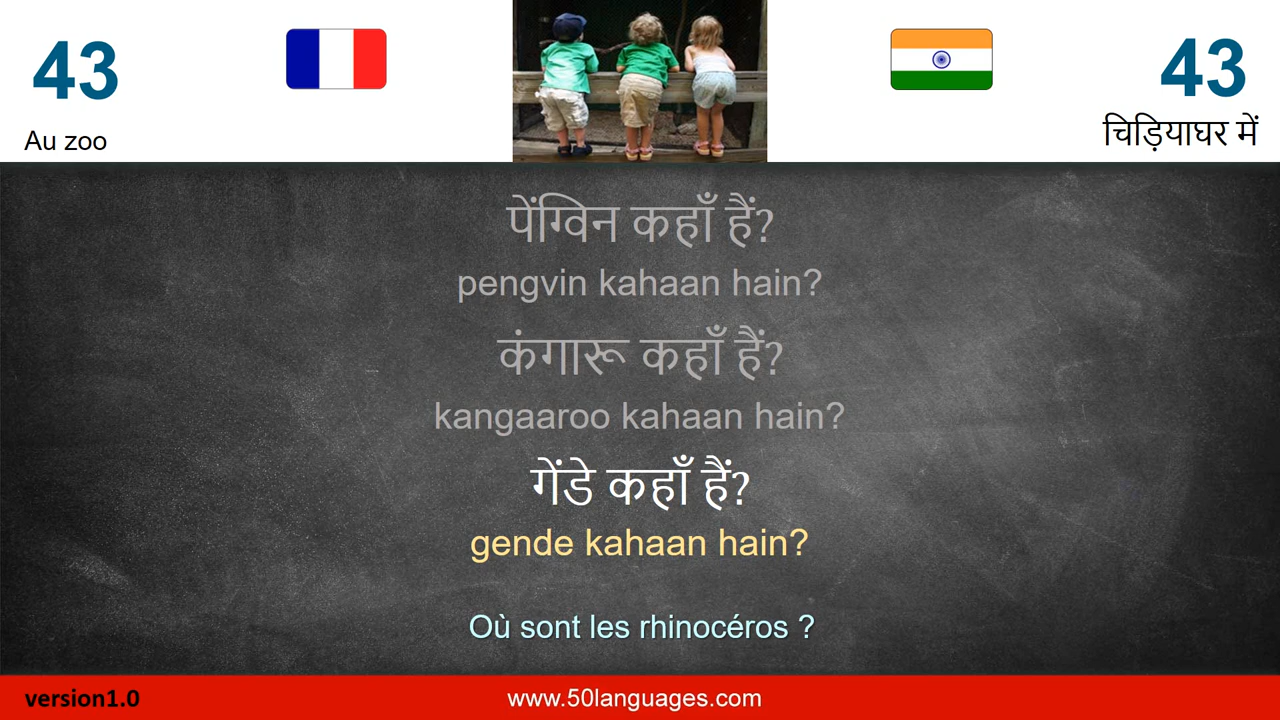 43
Au zoo
43
चिड़ियाघर में
पेंग्विन कहाँ हैं?
pengvin kahaan hain?
कंगारू कहाँ हैं?
kangaaroo kahaan hain?
गेंडे कहाँ हैं?
gende kahaan hain?
Où sont les rhinocéros ?
version1.0
www.50languages.com